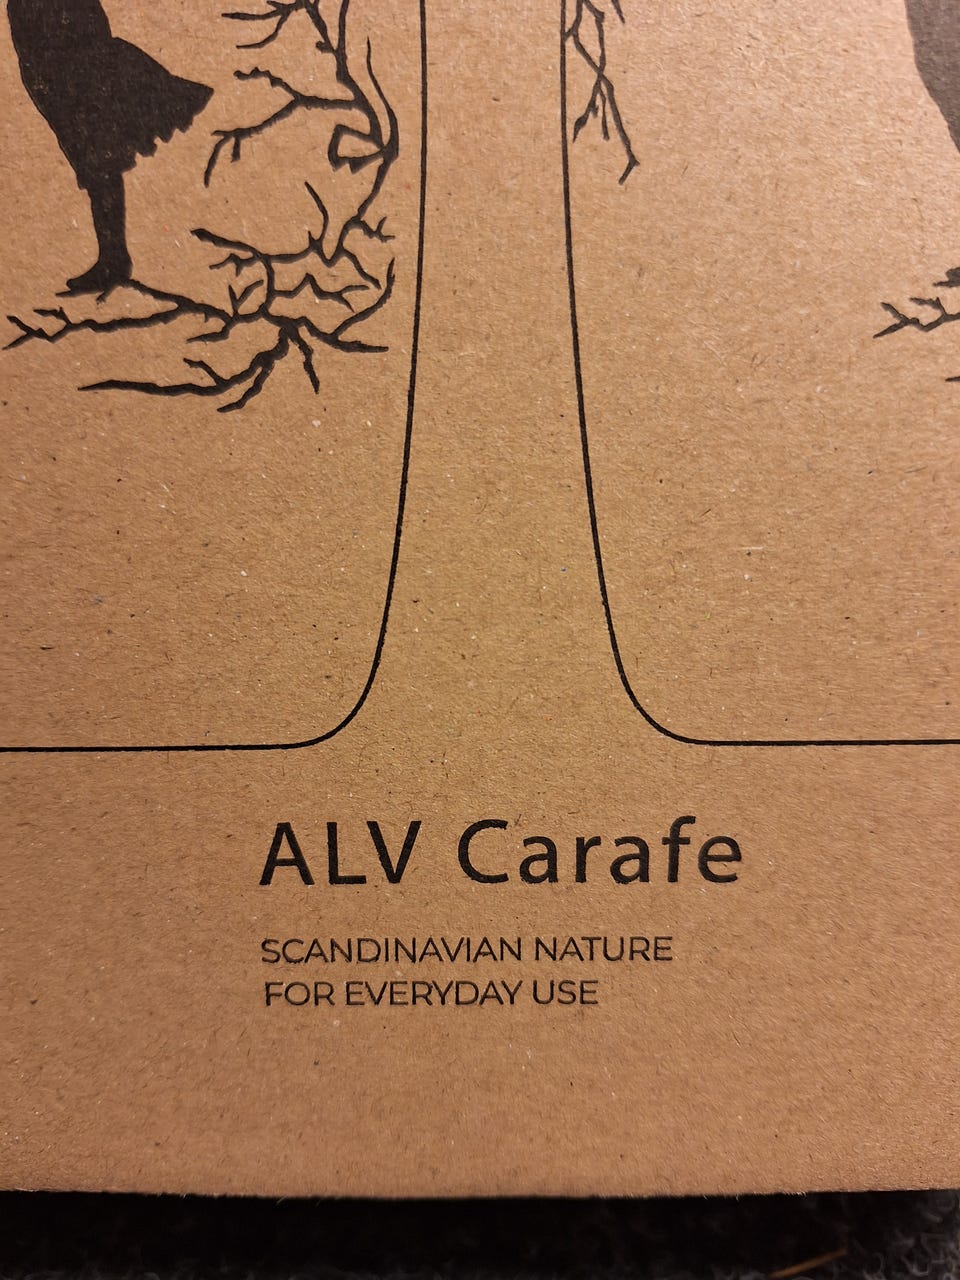 ALV Carafe
SCANDINAVIAN NATURE
FOR EVERYDAY USE